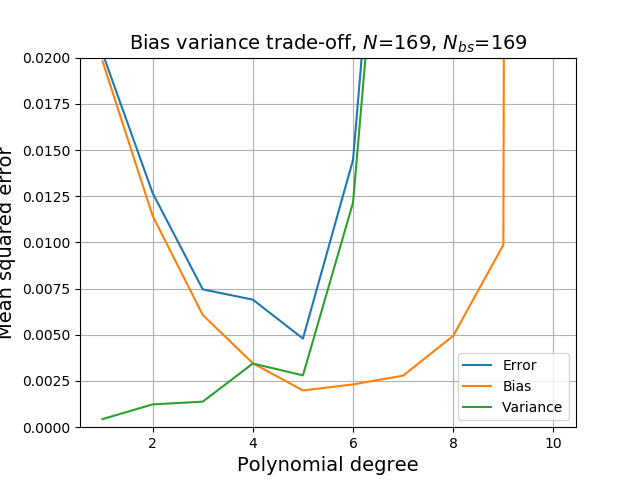 Bias variance trade-off, N=169, N_bs=169
Mean squared error
0.0200
0.0175
0.0150
0.0125
0.0100
0.0075
0.0050
0.0025
0.0000
2 4 6 8 10
Polynomial degree
Error
Bias
Variance